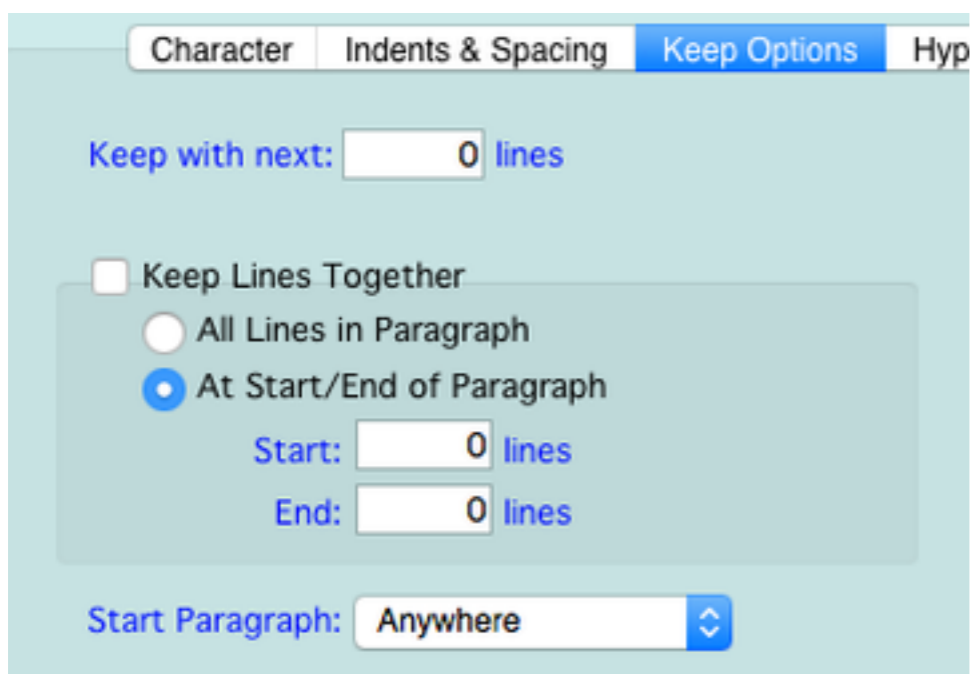 Character Indents & Spacing Keep Options Hyp
Keep with next: 0 lines
Keep Lines Together
All Lines in Paragraph
At Start/End of Paragraph
Start: 0 lines
End: 0 lines
Start Paragraph: Anywhere